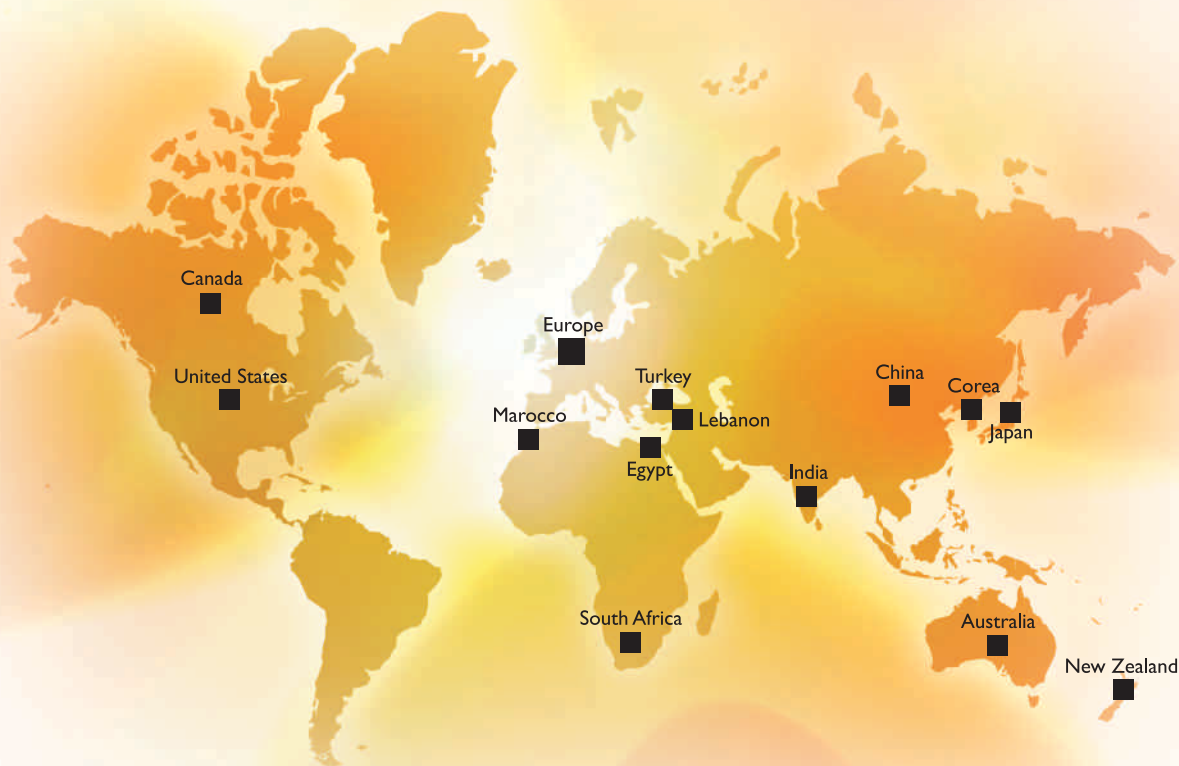 Canada
Europe
United States
Turkey
China
Corea
Marocco
Lebanon
Japan
Egypt
India
South Africa
Australia
New Zealand